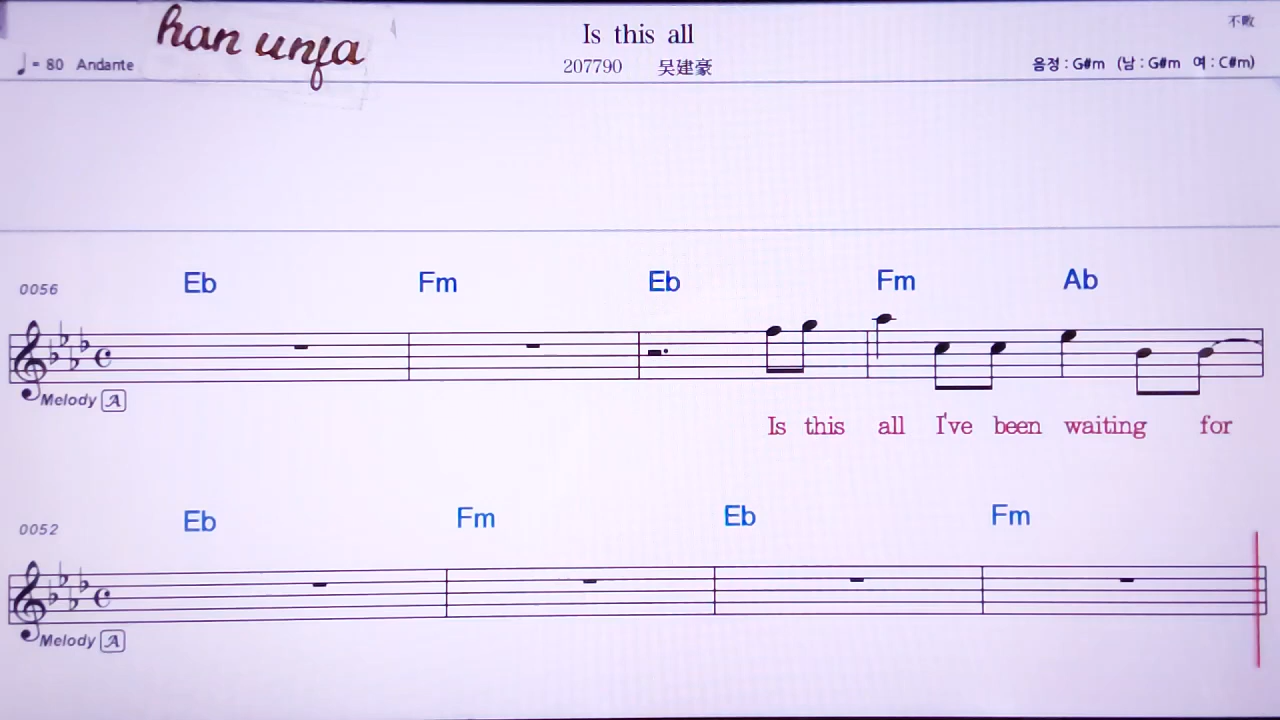 han unfa
Is this all
不敗
♩= 80 Andante
207790 吴建豪
음정 : G#m (남 : G#m 여 : C#m)
0056
Eb Fm Eb Fm Ab
Melody A
Is this all I've been waiting for
0052
Eb Fm Eb Fm
Melody A